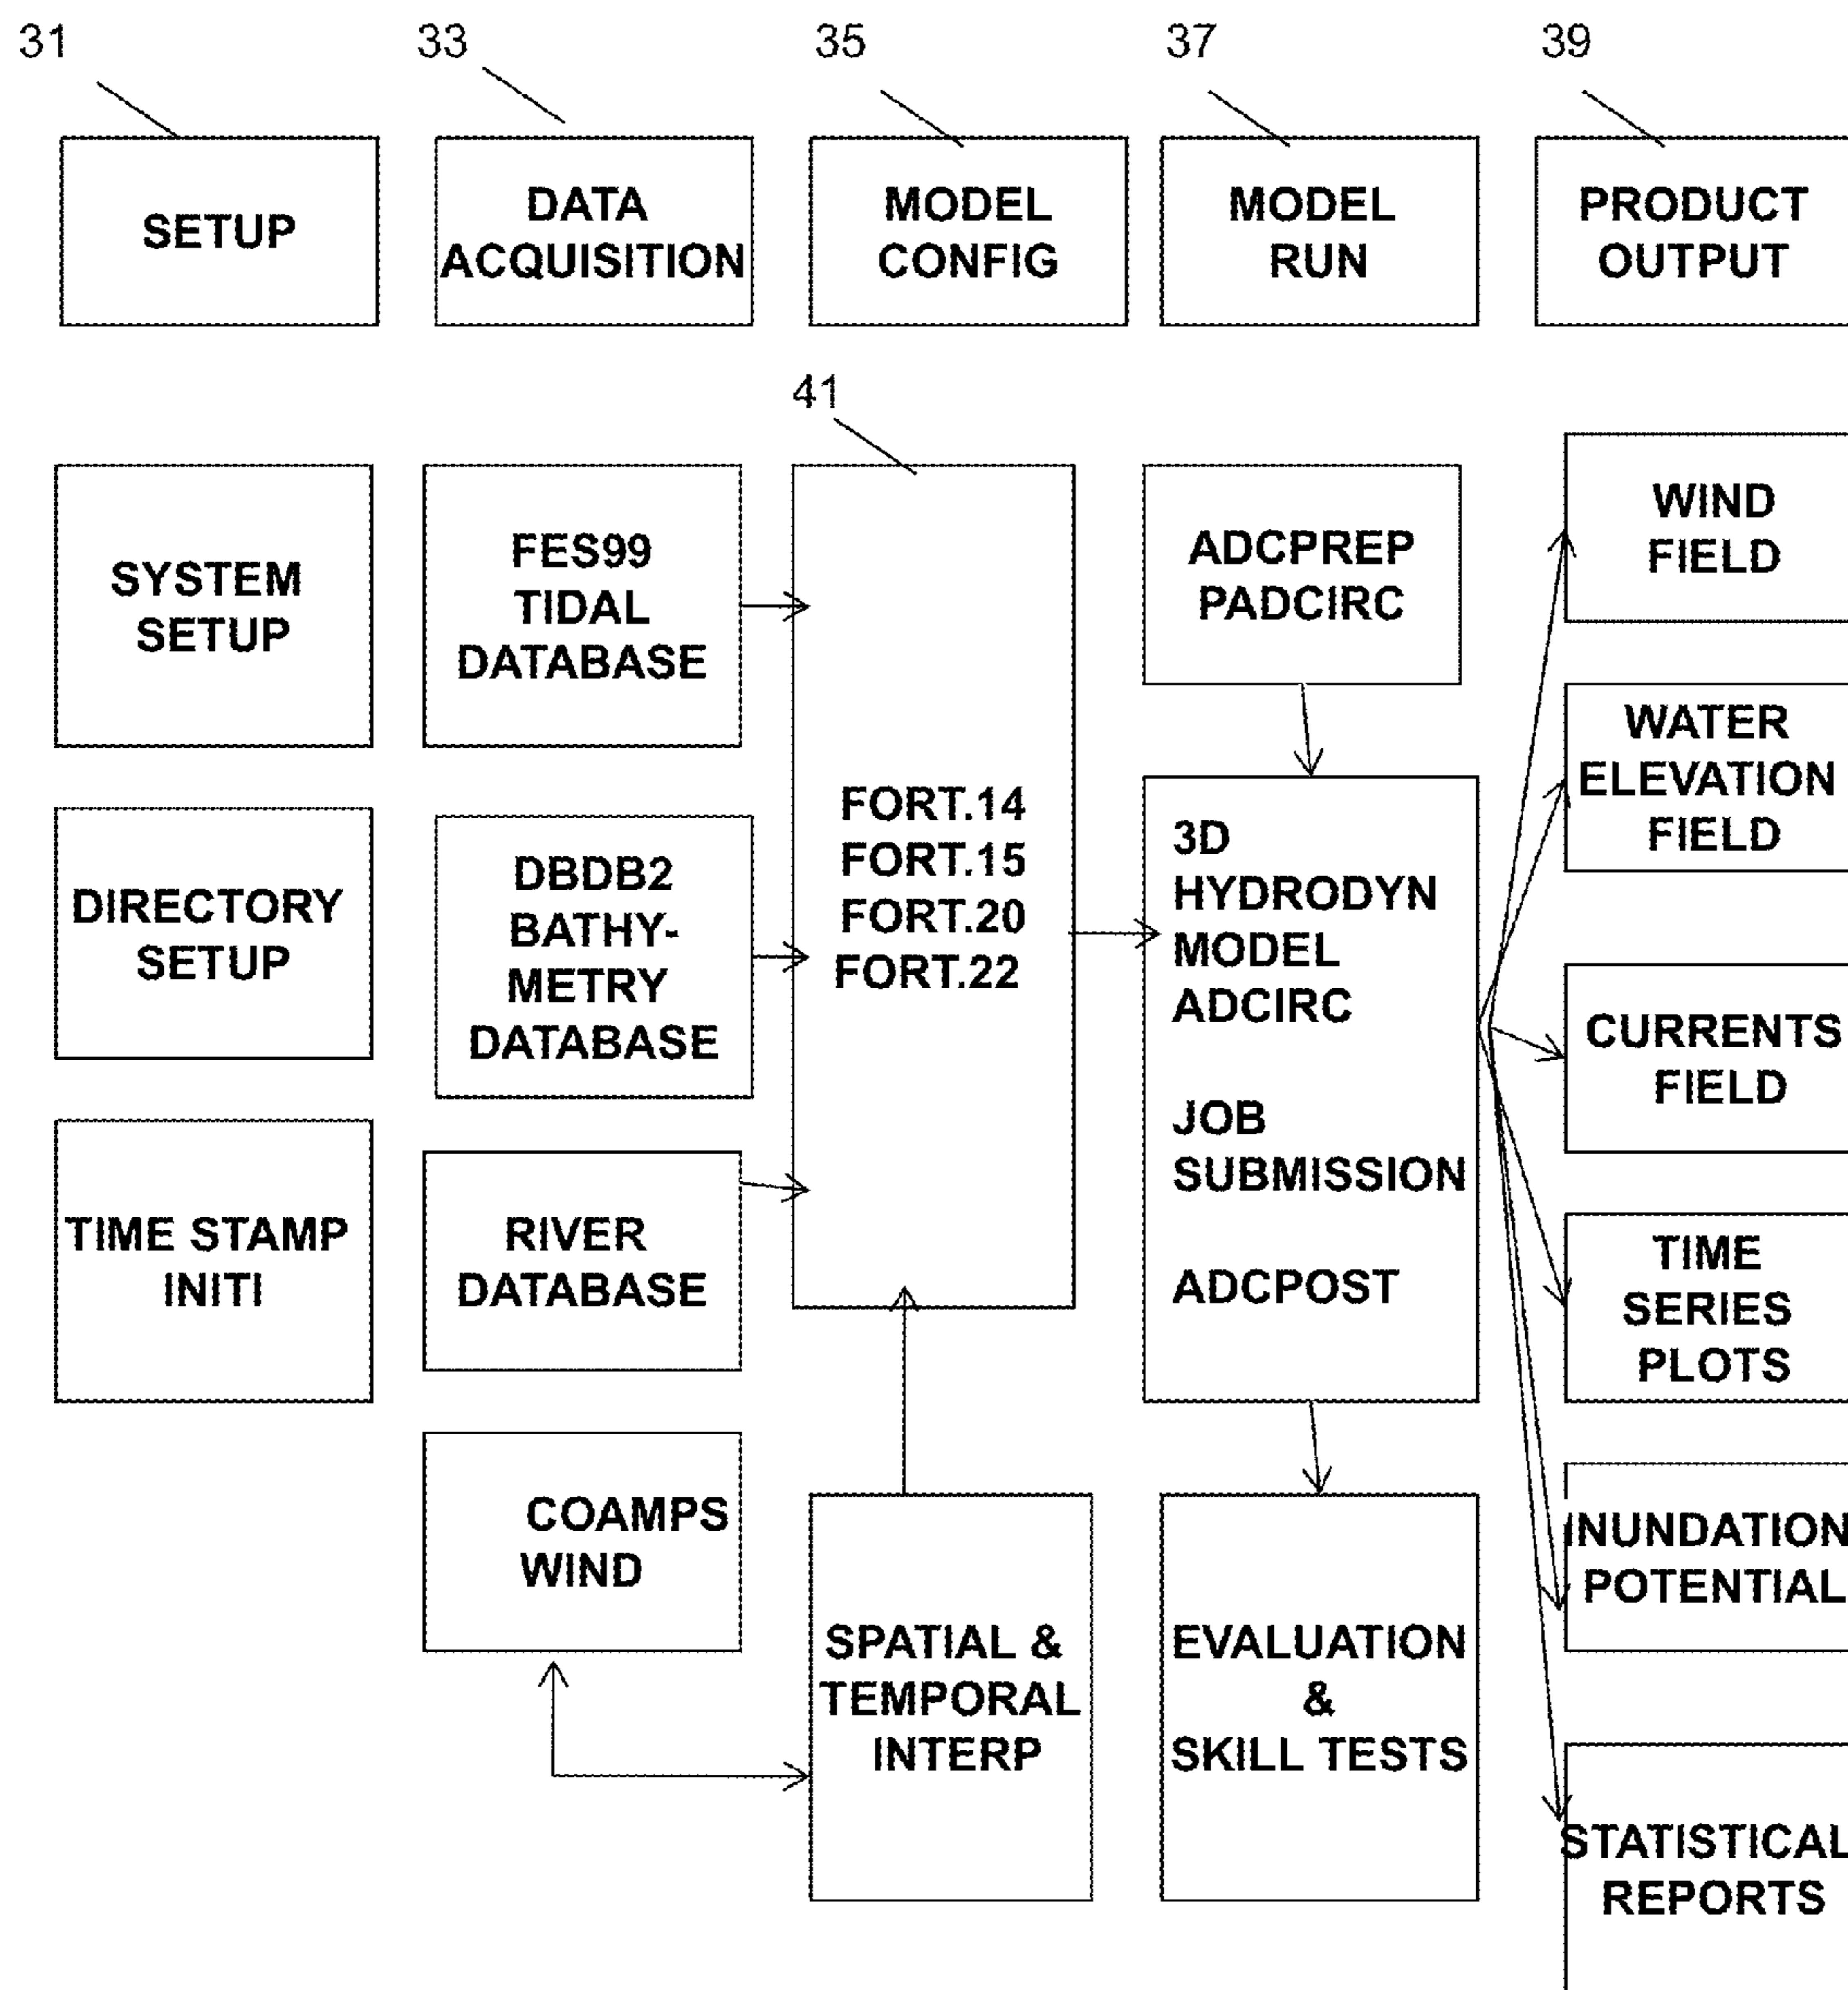 31
33
35
37
39
SETUP
DATA
ACQUISITION
MODEL
CONFIG
MODEL
RUN
PRODUCT
OUTPUT
41
SYSTEM
SETUP
DIRECTORY
SETUP
TIME STAMP
INITI
FES99
TIDAL
DATABASE
DBDB2
BATHY-
METRY
DATABASE
RIVER
DATABASE
COAMPS
WIND
FORT.14
FORT.15
FORT.20
FORT.22
SPATIAL &
TEMPORAL
INTERP
ADCPREP
PADCIRC
3D
HYDRODYN
MODEL
ADCIRC
JOB
SUBMISSION
ADCPOST
EVALUATION
&
SKILL TESTS
WIND
FIELD
WATER
ELEVATION
FIELD
CURRENTS
FIELD
TIME
SERIES
PLOTS
INUNDATION
POTENTIAL
STATISTICAL
REPORTS